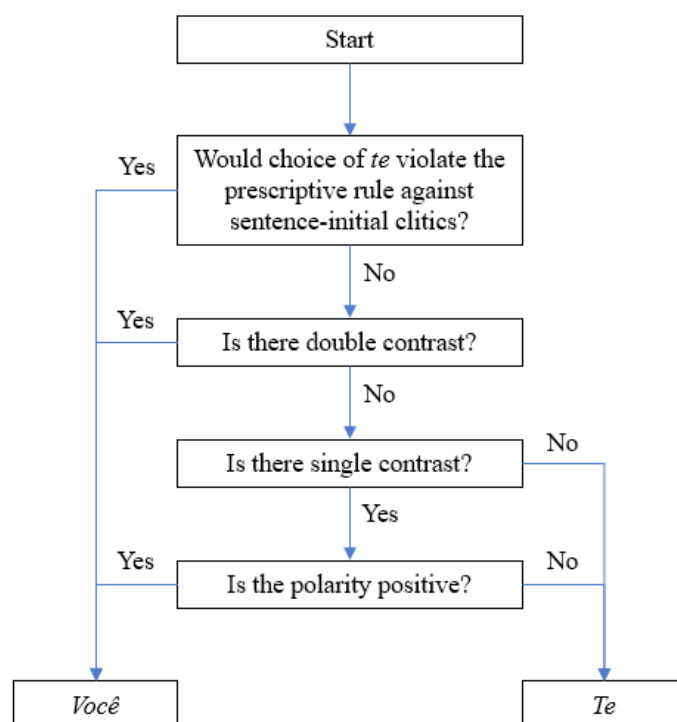 Start
Yes
Would choice of te violate the
prescriptive rule against
sentence-initial clitics?
No
Yes
Is there double contrast?
No
Is there single contrast?
No
Yes
Yes
Is the polarity positive?
No
Você
Te